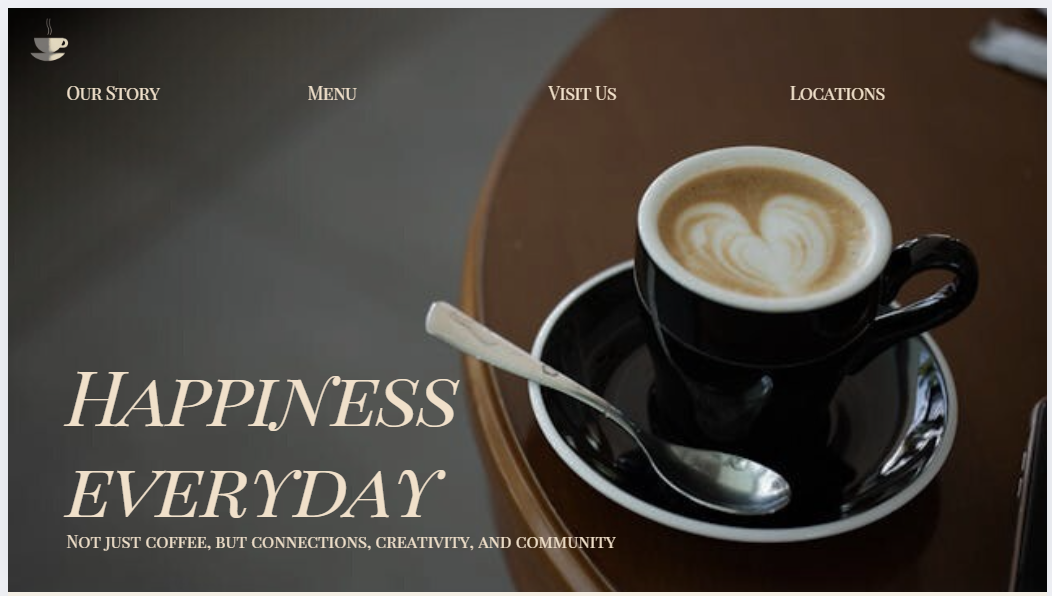 Our Story
Menu
Visit Us
Locations
Happiness
everyday
Not just coffee, but connections, creativity, and community